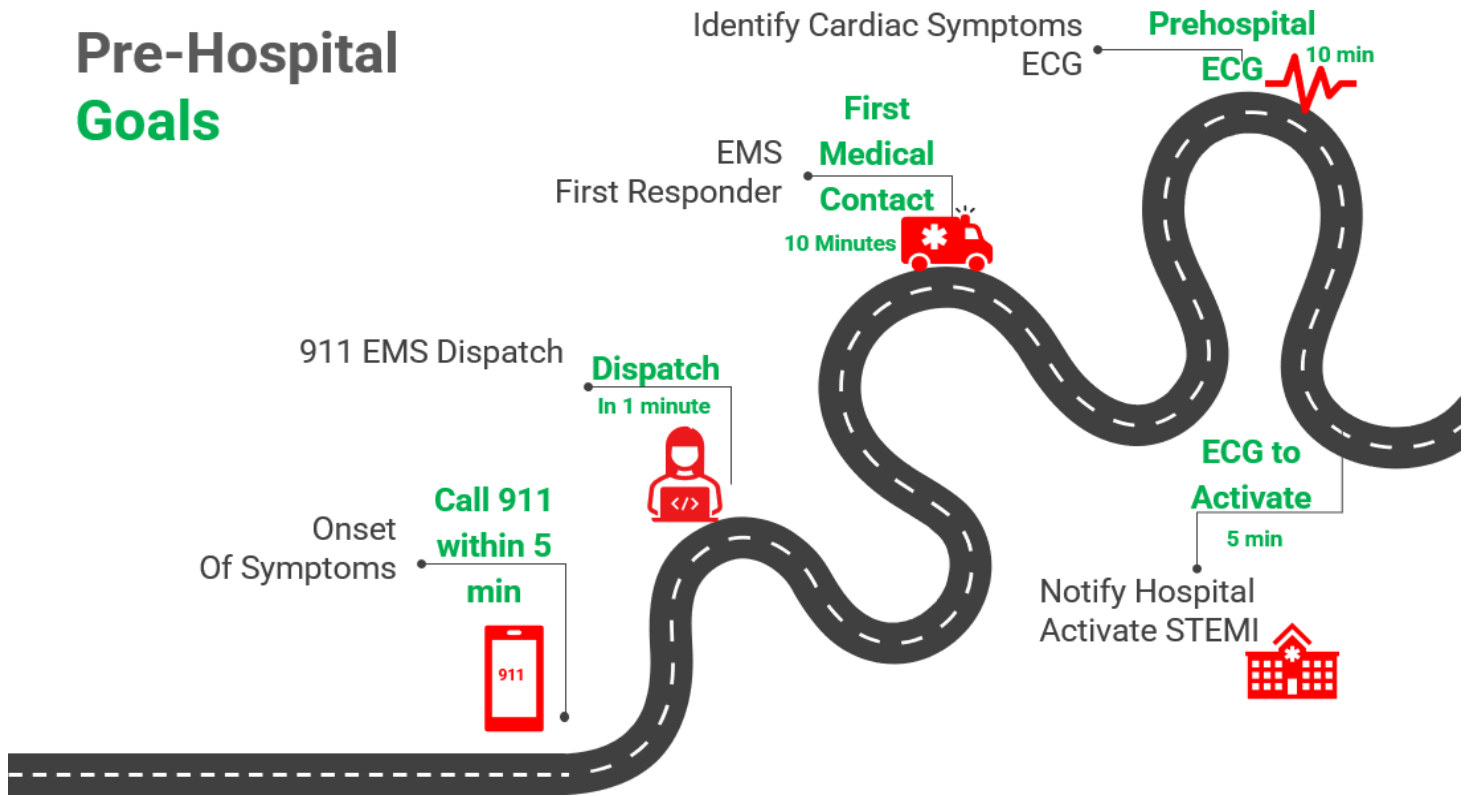 Pre-Hospital
Goals
Onset
Of Symptoms
Call 911
within 5
min
911
911 EMS Dispatch
Dispatch
In 1 minute
</>
EMS
First Responder
First
Medical
Contact
10 Minutes
Identify Cardiac Symptoms
ECG
Prehospital
ECG
10 min
ECG to
Activate
5 min
Notify Hospital
Activate STEMI